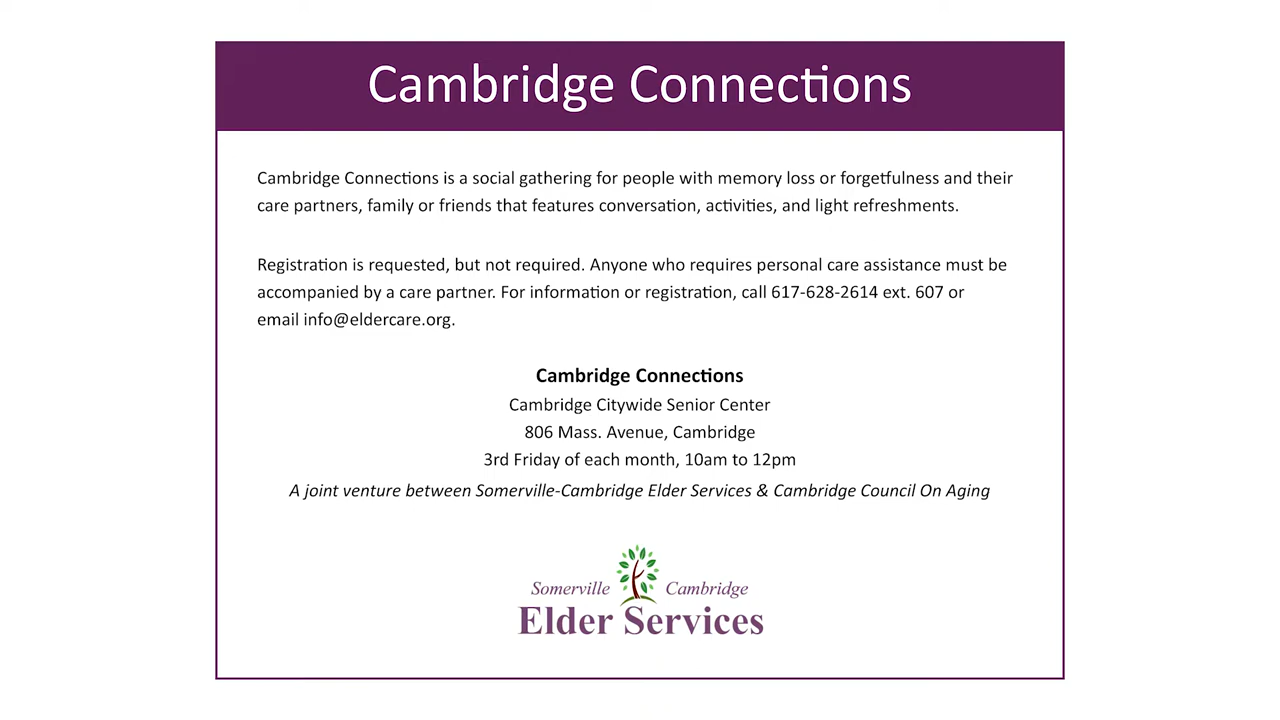 Cambridge Connections
Cambridge Connections is a social gathering for people with memory loss or forgetfulness and their
care partners, family or friends that features conversation, activities, and light refreshments.
Registration is requested, but not required. Anyone who requires personal care assistance must be
accompanied by a care partner. For information or registration, call 617-628-2614 ext. 607 or
email info@eldercare.org.
Cambridge Connections
Cambridge Citywide Senior Center
806 Mass. Avenue, Cambridge
3rd Friday of each month, 10am to 12pm
A joint venture between Somerville-Cambridge Elder Services & Cambridge Council On Aging
Somerville Cambridge
Elder Services